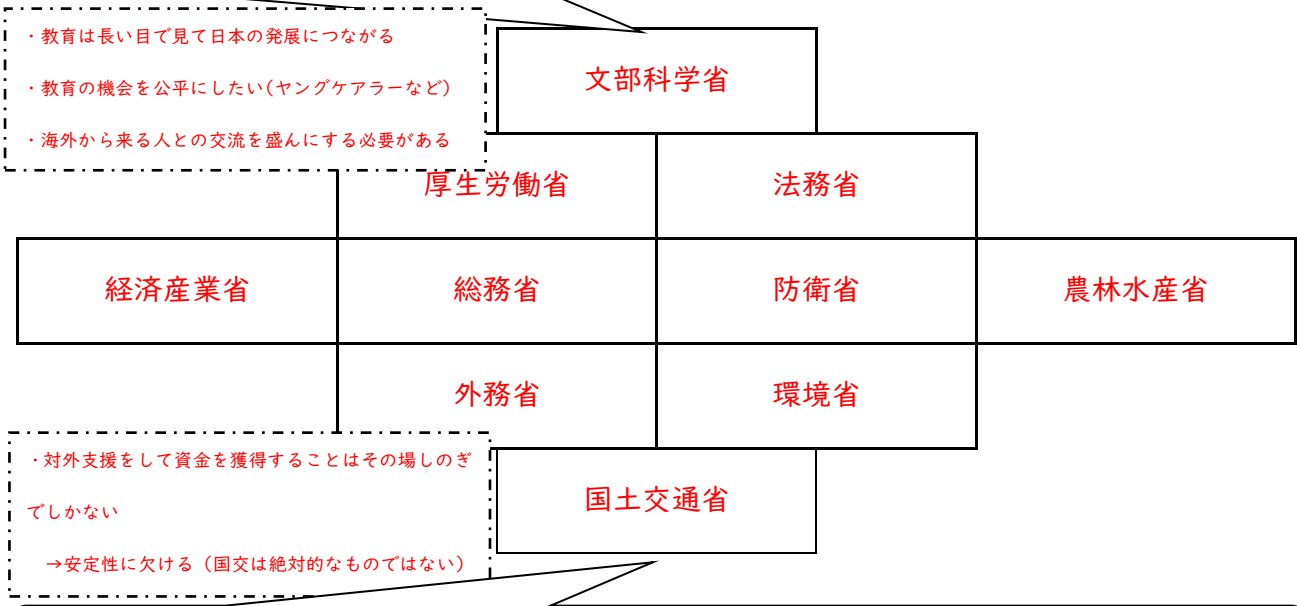 ・教育は長い目で見て日本の発展につながる
・教育の機会を公平にしたい(ヤングケアラーなど)
・海外から来る人との交流を盛んにする必要がある
文部科学省
厚生労働省
法務省
経済産業省
総務省
防衛省
農林水産省
外務省
環境省
・対外支援をして資金を獲得することはその場しのぎ
でしかない
→安定性に欠ける（国交は絶対的なものではない）
国土交通省